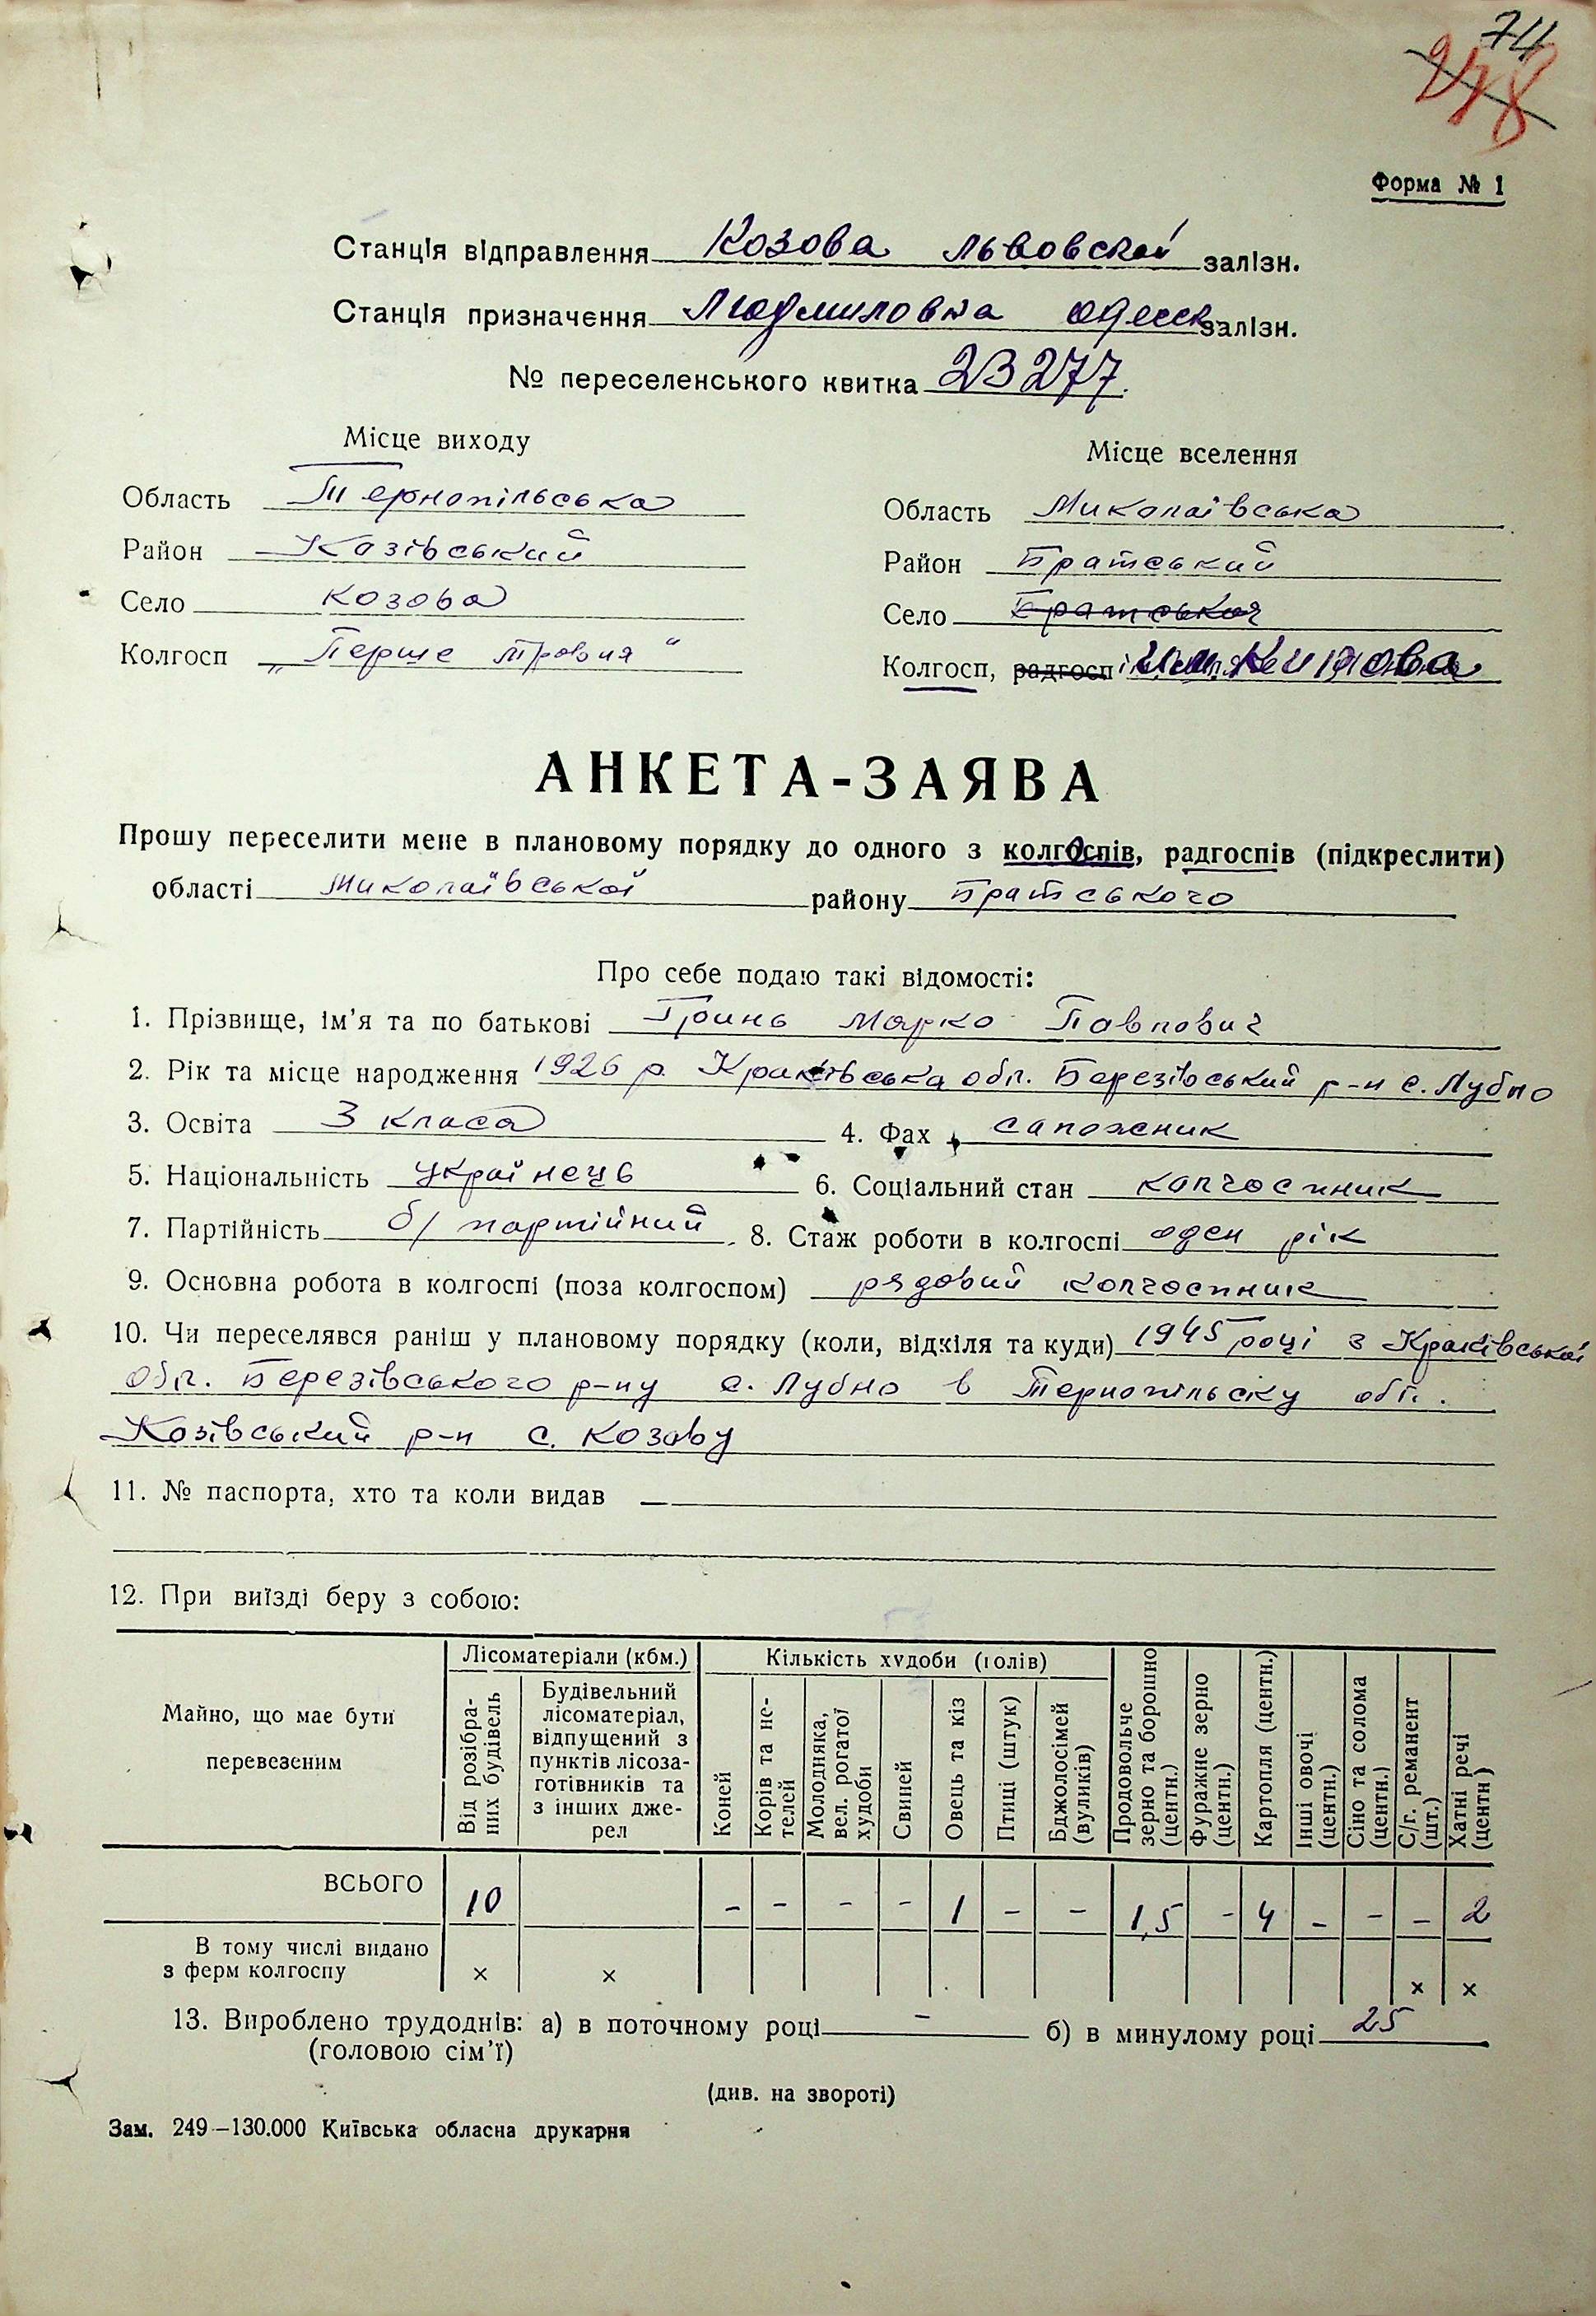 74
248
Форма № 1
Станція відправлення Козова Львовской залізн.
Станція призначення Людмиловка Одесск залізн.
№ переселенського квитка 23277.
Місце виходу
Місце вселення
Область Тернопільська
Область Миколаївська
Район Козівський
Район Братський
Село Козова
Село Братської
Колгосп „Перше травня“
Колгосп, радгосп
АНКЕТА-ЗАЯВА
Прошу переселити мене в плановому порядку до одного з колгоспів, радгоспів (підкреслити)
області Миколаївської району Братського
Про себе подаю такі відомості:
1. Прізвище, ім'я та по батькові Гринь Марко Павлович
2. Рік та місце народження 1926 р. Краківська обл. Березівський р-н с. Лубно
3. Освіта 3 класа 4. Фах сапожник
5. Національність українець 6. Соціальний стан колгоспник
7. Партійність б/партійний 8. Стаж роботи в колгоспі оден рік
9. Основна робота в колгоспі (поза колгоспом) рядовий колгоспник
10. Чи переселявся раніш у плановому порядку (коли, відкіля та куди) 1945 році з Краківської
обл. Березівського р-ну с. Лубно в Тернопільску обл.
Козівський р-н с. Козову
11. № паспорта, хто та коли видав —
12. При виїзді беру з собою:
Майно, що має бути перевезеним
Лісоматеріали (кбм.)
Кількість худоби (голів)
Від розібраних будівель
Будівельний лісоматеріал, відпущений з пунктів лісозаготівників та з інших джерел
Коней
Корів та нетелей
Молодняка, вел. рогатої худоби
Свиней
Овець та кіз
Птиці (штук)
Бджолосімей (вуликів)
Продовольче зерно та борошно (центн.)
Фуражне зерно (центн.)
Картопля (центн.)
Інші овочі (центн.)
Сіно та солома (центн.)
С/г. реманент (шт.)
Хатні речі (центн)
ВСЬОГО 10 - - - - 1 - - 1,5 - 4 - - - 2
В тому числі видано
з ферм колгоспу × × × ×
13. Вироблено трудоднів: а) в поточному році - б) в минулому році 25
(головою сім'ї)
(див. на звороті)
Зам. 249—130.000 Київська обласна друкарня